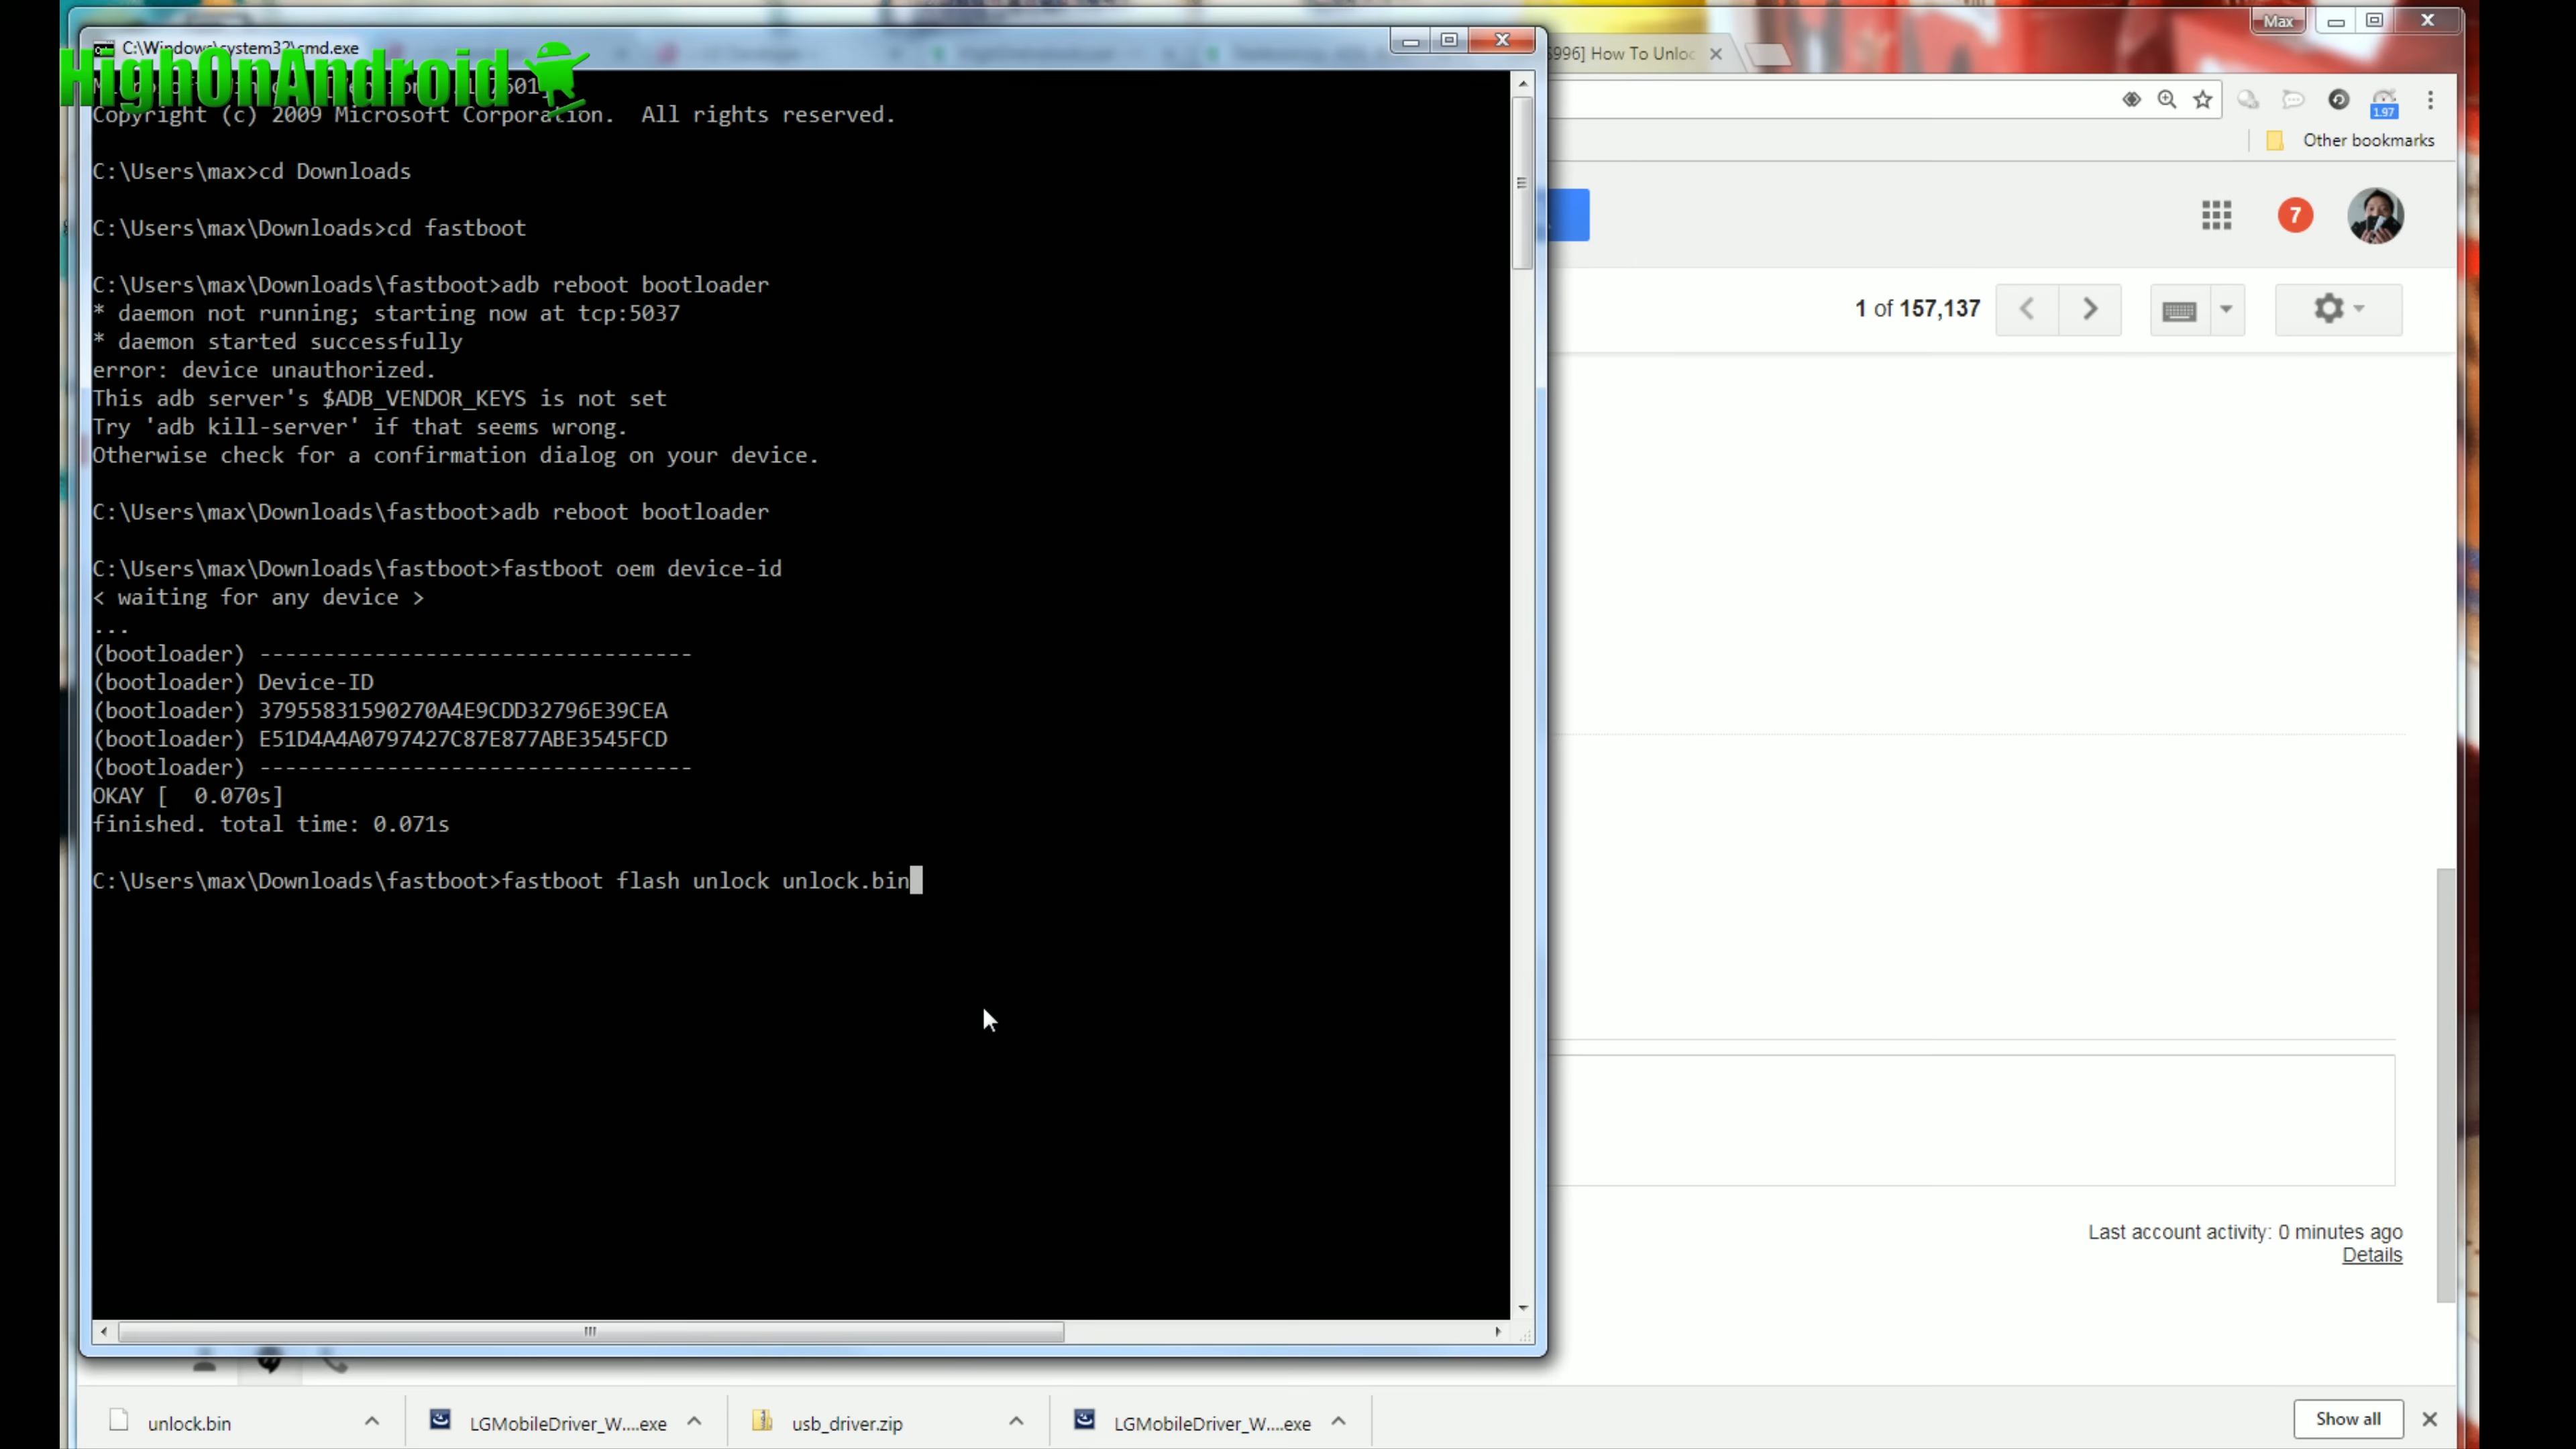 C:\Windows\system32\cmd.exe
HighOnAndroid
Copyright (c) 2009 Microsoft Corporation.  All rights reserved.
C:\Users\max>cd Downloads
C:\Users\max\Downloads>cd fastboot
C:\Users\max\Downloads\fastboot>adb reboot bootloader
* daemon not running; starting now at tcp:5037
* daemon started successfully
error: device unauthorized.
This adb server's $ADB_VENDOR_KEYS is not set
Try 'adb kill-server' if that seems wrong.
Otherwise check for a confirmation dialog on your device.
C:\Users\max\Downloads\fastboot>adb reboot bootloader
C:\Users\max\Downloads\fastboot>fastboot oem device-id
< waiting for any device >
...
(bootloader) ----------------------------------
(bootloader) Device-ID
(bootloader) 37955831590270A4E9CDD32796E39CEA
(bootloader) E51D4A4A0797427C87E877ABE3545FCD
(bootloader) ----------------------------------
OKAY [  0.070s]
finished. total time: 0.071s
C:\Users\max\Downloads\fastboot>fastboot flash unlock unlock.bin
Max
996] How To Unloc
1.97
Other bookmarks
7
1 of 157,137
Last account activity: 0 minutes ago
Details
unlock.bin
LGMobileDriver_W....exe
usb_driver.zip
LGMobileDriver_W....exe
Show all